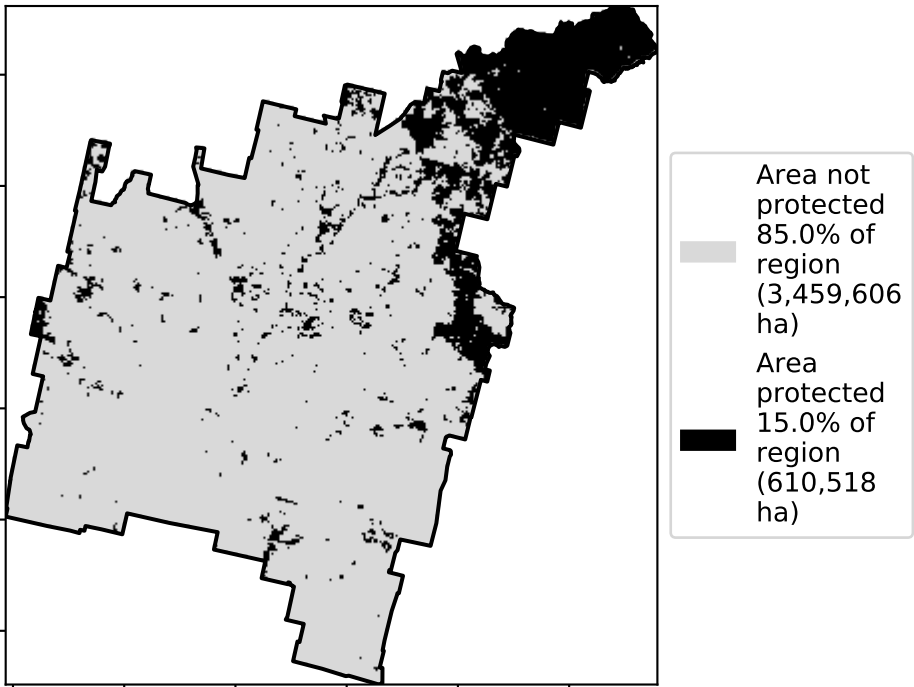 Area not
protected
85.0% of
region
(3,459,606
ha)
Area
protected
15.0% of
region
(610,518
ha)